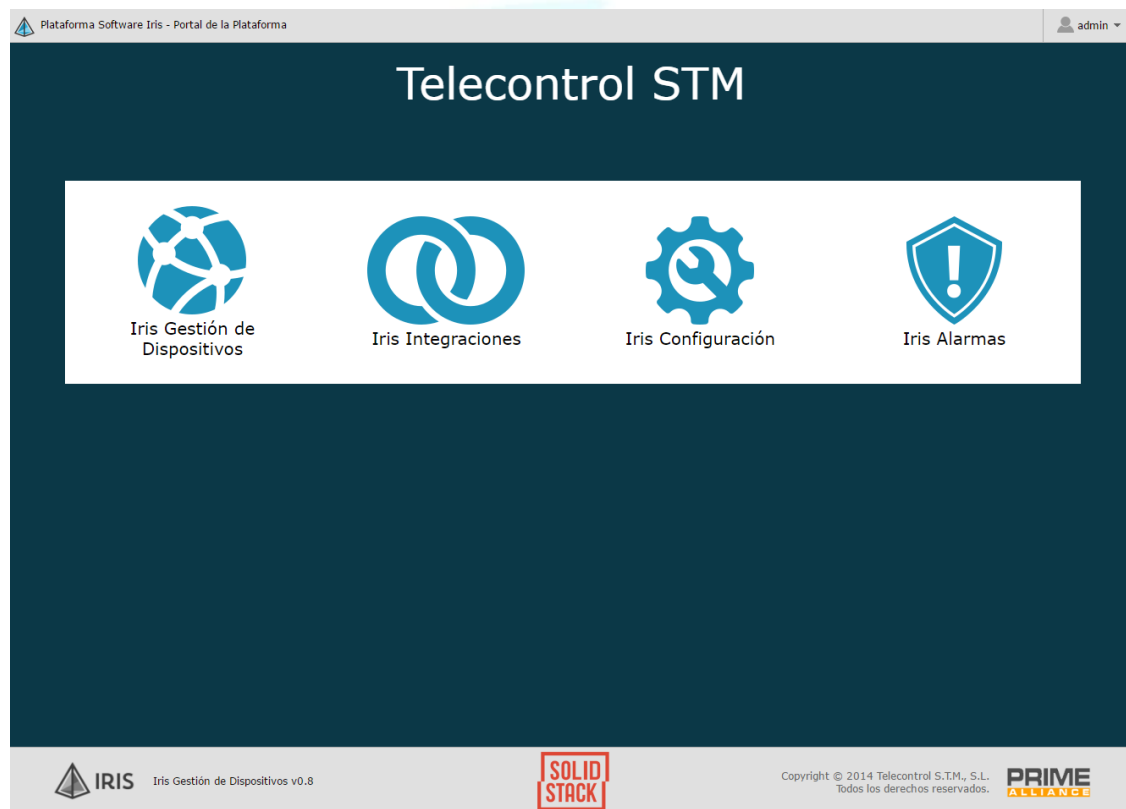 Plataforma Software Iris - Portal de la Plataforma
admin
Telecontrol STM
Iris Gestión de
Dispositivos
Iris Integraciones
Iris Configuración
Iris Alarmas
IRIS
Iris Gestión de Dispositivos v0.8
SOLID
STACK
Copyright © 2014 Telecontrol S.T.M., S.L.
Todos los derechos reservados.
PRIME
ALLIANCE